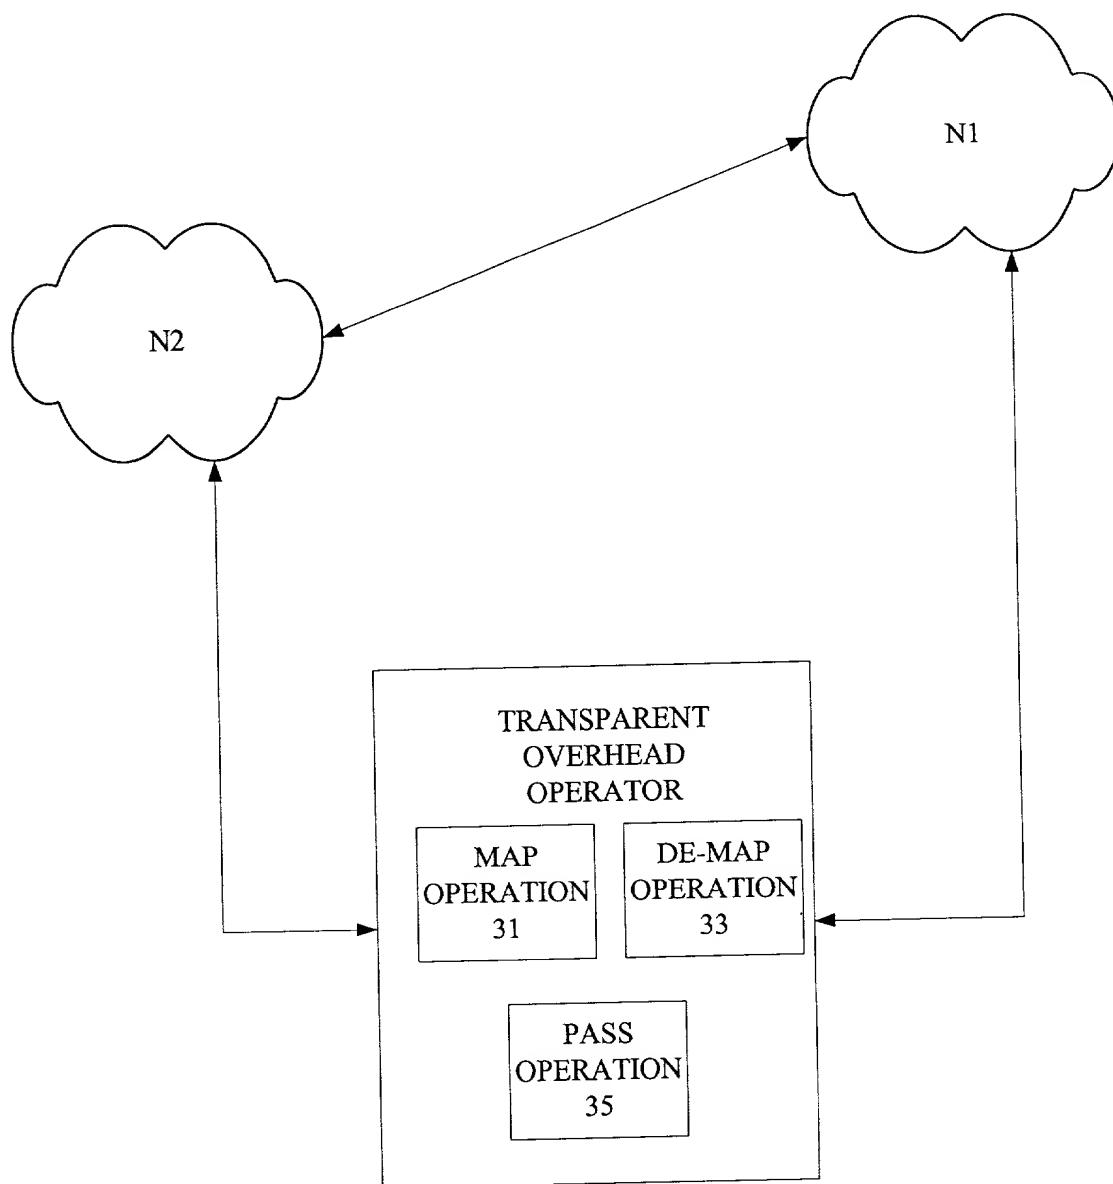 N1
N2
TRANSPARENT
OVERHEAD
OPERATOR
MAP
OPERATION
31
DE-MAP
OPERATION
33
PASS
OPERATION
35